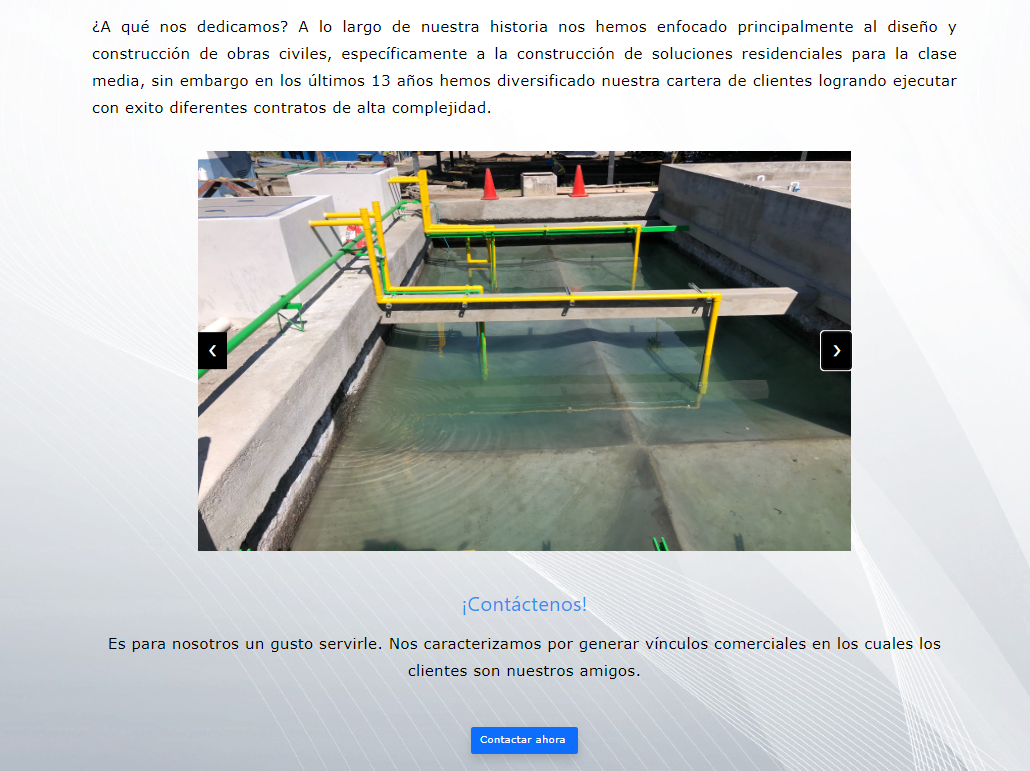 ¿A qué nos dedicamos? A lo largo de nuestra historia nos hemos enfocado principalmente al diseño y
construcción de obras civiles, específicamente a la construcción de soluciones residenciales para la clase
media, sin embargo en los últimos 13 años hemos diversificado nuestra cartera de clientes logrando ejecutar
con exito diferentes contratos de alta complejidad.
¡Contáctenos!
Es para nosotros un gusto servirle. Nos caracterizamos por generar vínculos comerciales en los cuales los
clientes son nuestros amigos.
Contactar ahora